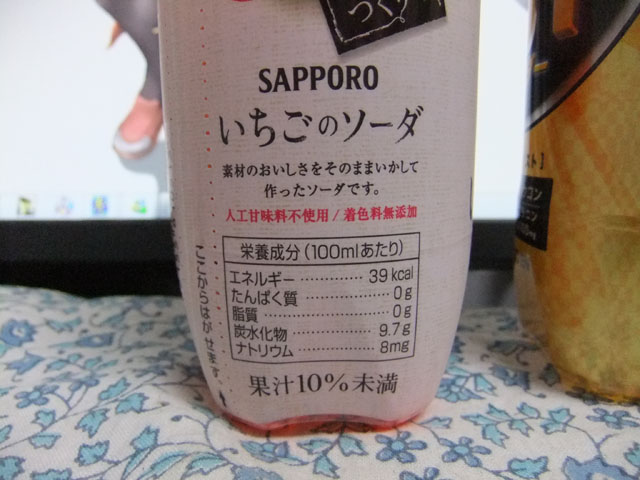 つくり
SAPPORO
いちごのソーダ
素材のおいしさをそのままいかして
作ったソーダです。
人工甘味料不使用/着色料無添加
栄養成分(100mlあたり)
エネルギー ............ 39kcal
たんぱく質 ............ 0g
脂質 ............ 0g
炭水化物 ............ 9.7g
ナトリウム ............ 8mg
果汁10%未満
ここからはがせます。